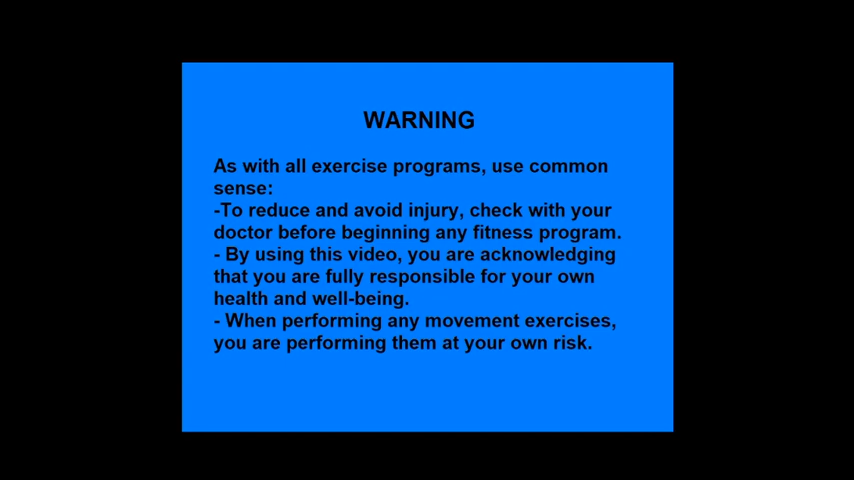 WARNING
As with all exercise programs, use common
sense:
-To reduce and avoid injury, check with your
doctor before beginning any fitness program.
- By using this video, you are acknowledging
that you are fully responsible for your own
health and well-being.
- When performing any movement exercises,
you are performing them at your own risk.